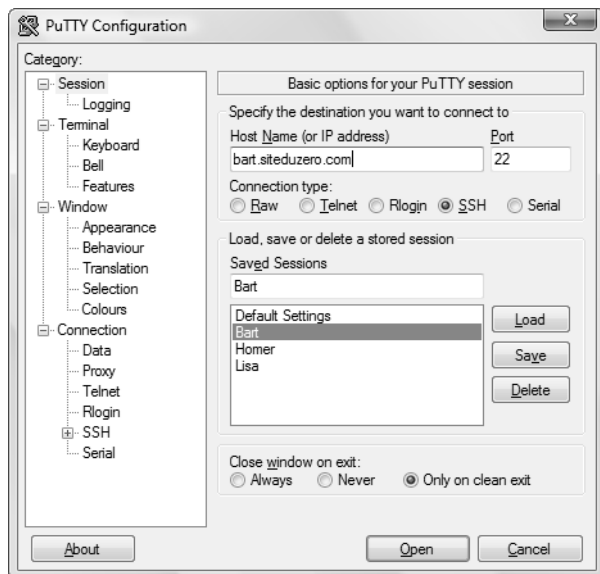 PuTTY Configuration
Category:
Session
Logging
Terminal
Keyboard
Bell
Features
Window
Appearance
Behaviour
Translation
Selection
Colours
Connection
Data
Proxy
Telnet
Rlogin
SSH
Serial
Basic options for your PuTTY session
Specify the destination you want to connect to
Host Name (or IP address) Port
bart.siteduzero.com 22
Connection type:
Raw Telnet Rlogin SSH Serial
Load, save or delete a stored session
Saved Sessions
Bart
Default Settings
Bart
Homer
Lisa
Load
Save
Delete
Close window on exit:
Always Never Only on clean exit
About Open Cancel